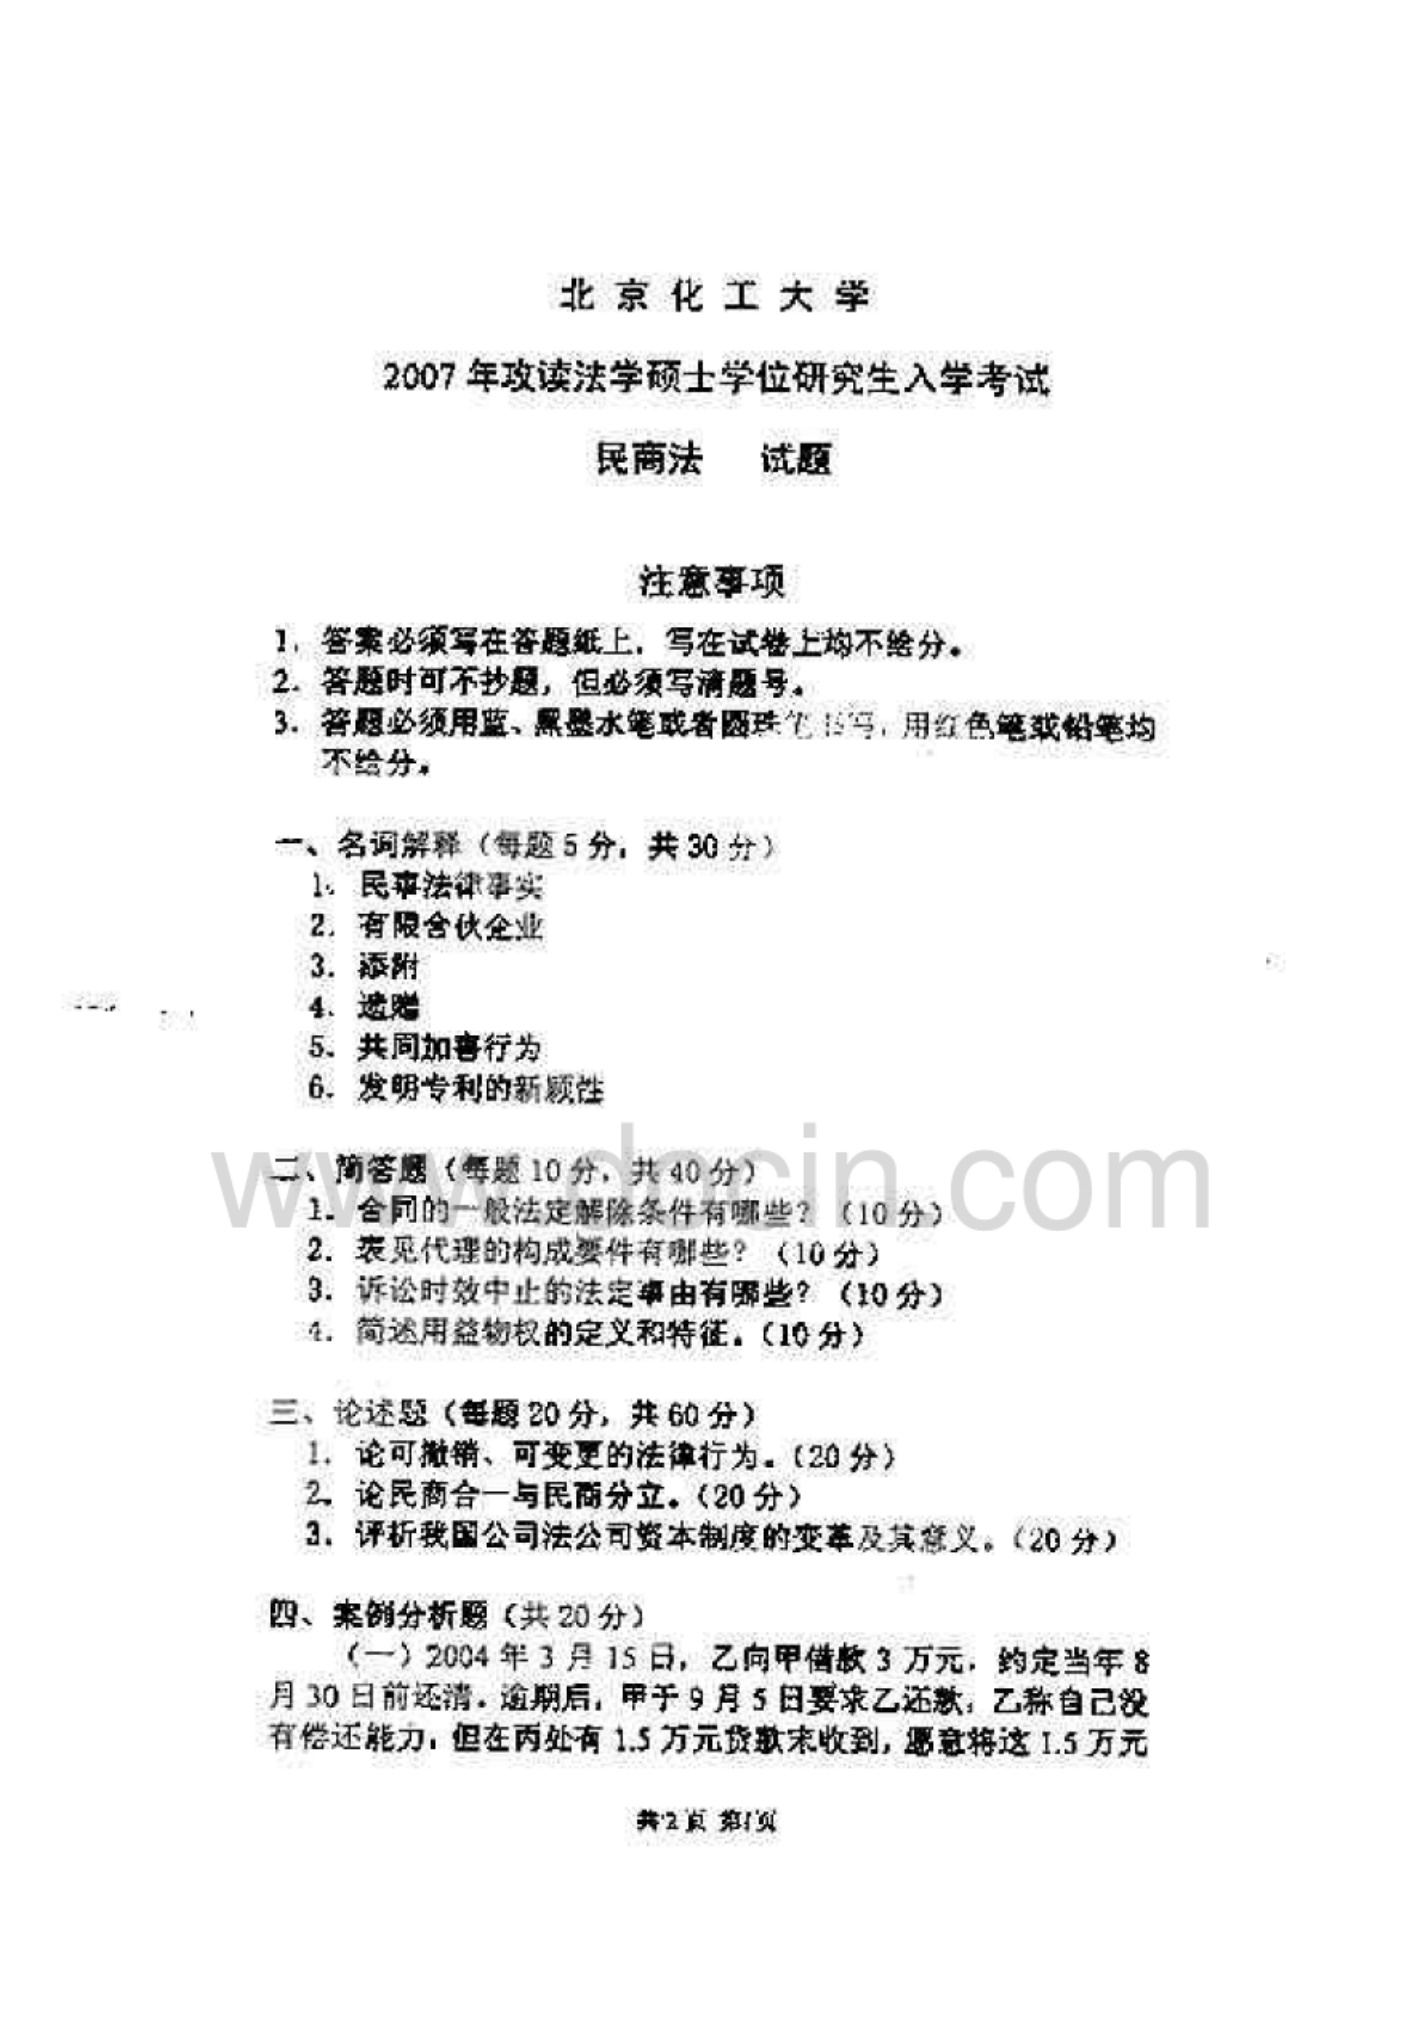 北京化工大学
2007年攻读法学硕士学位研究生入学考试
民商法 试题
注意事项
1. 答案必须写在答题纸上，写在试卷上均不给分。
2. 答题时可不抄题，但必须写清题号。
3. 答题必须用蓝、黑墨水笔或者圆珠笔书写，用红色笔或铅笔均
不给分。
一、名词解释（每题5分，共30分）
1. 民事法律事实
2. 有限合伙企业
3. 添附
4. 遗赠
5. 共同加害行为
6. 发明专利的新颖性
www.docin.com
二、简答题（每题10分，共40分）
1. 合同的一般法定解除条件有哪些？（10分）
2. 表见代理的构成要件有哪些？（10分）
3. 诉讼时效中止的法定事由有哪些？（10分）
4. 简述用益物权的定义和特征。（10分）
三、论述题（每题20分，共60分）
1. 论可撤销、可变更的法律行为。（20分）
2. 论民商合一与民商分立。（20分）
3. 评析我国公司法公司资本制度的变革及其意义。（20分）
四、案例分析题（共20分）
（一）2004年3月15日，乙向甲借款3万元，约定当年8
月30日前还清。逾期后，甲于9月5日要求乙还款，乙称自己没
有偿还能力，但在丙处有1.5万元货款未收到，愿意将这1.5万元
共2页 第1页